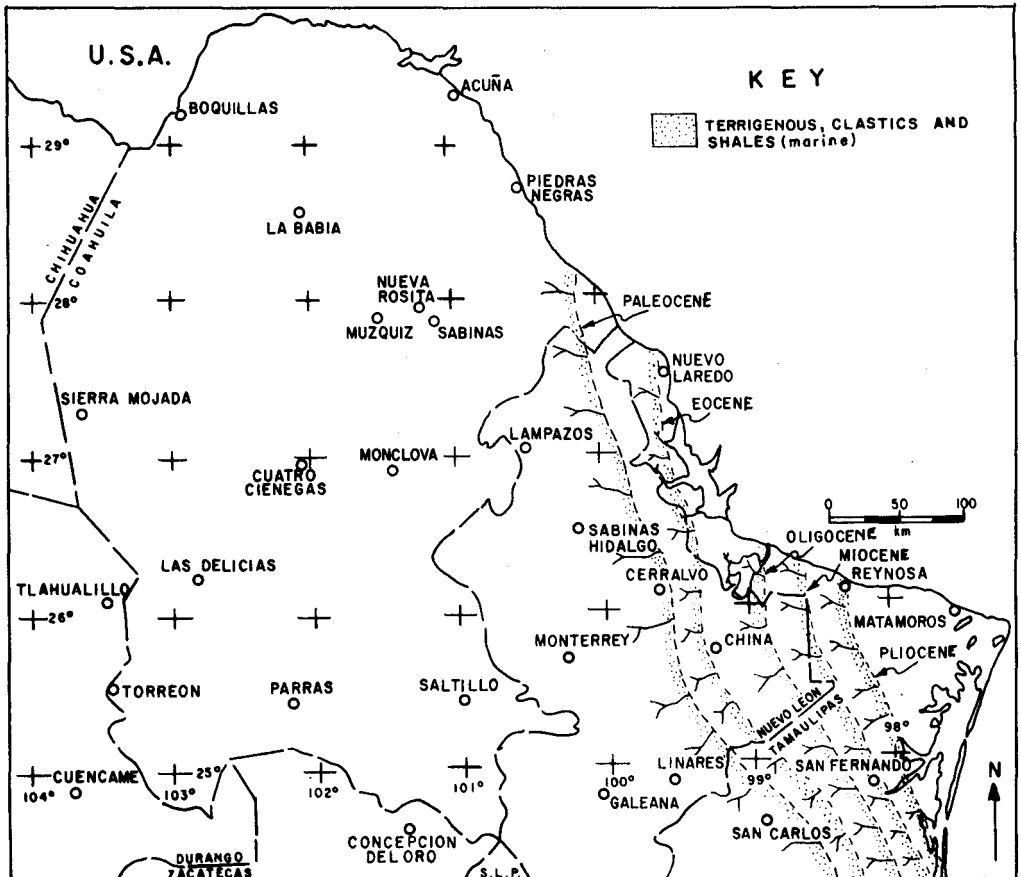 U.S.A.
KEY
TERRIGENOUS, CLASTICS AND
SHALES (marine)
ACUÑA
BOQUILLAS
29°
PIEDRAS
NEGRAS
CHIHUAHUA
COAHUILA
LA BABIA
NUEVA
ROSITA
28°
PALEOCENE
MUZQUIZ
SABINAS
NUEVO
LAREDO
SIERRA MOJADA
EOCENE
27°
MONCLOVA
LAMPAZOS
CUATRO
CIENEGAS
0 50 100
km
SABINAS
HIDALGO
OLIGOCENE
MIOCENE
LAS DELICIAS
CERRALVO
REYNOSA
TLAHUALILLO
26°
MATAMOROS
MONTERREY
CHINA
PLIOCENE
TORREON
PARRAS
SALTILLO
NUEVO LEON
TAMAULIPAS
98°
CUENCAME
25°
LINARES
SAN FERNANDO
N
104°
103°
102°
101°
100°
99°
GALEANA
SAN CARLOS
CONCEPCION
DEL ORO
DURANGO
ZACATECAS
S.L.P.